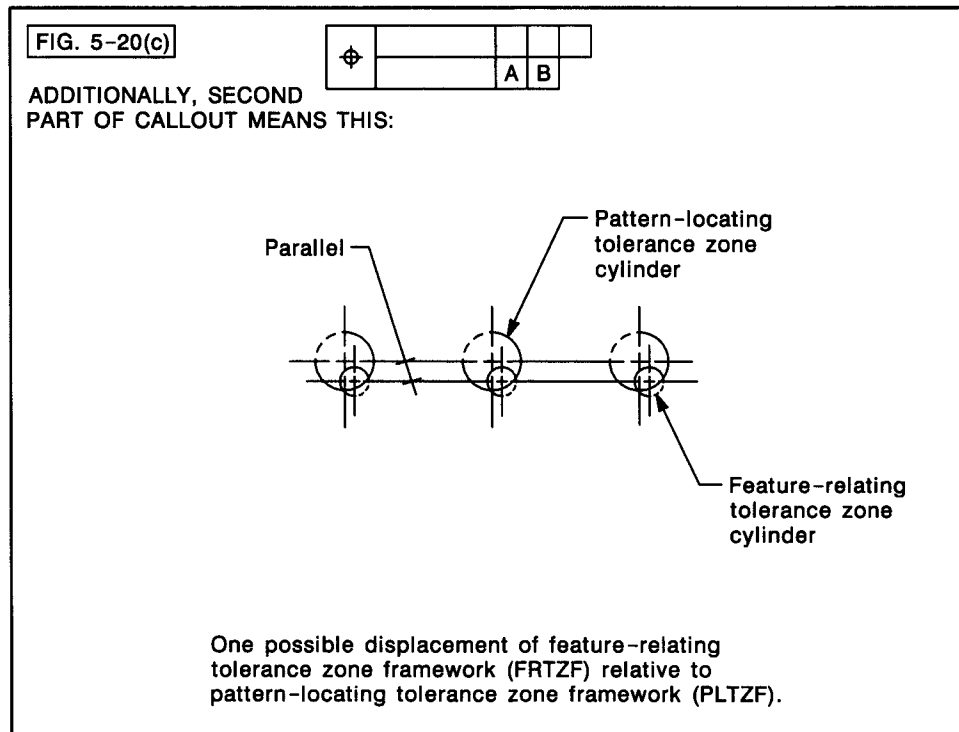 FIG. 5-20(c)
A B
ADDITIONALLY, SECOND
PART OF CALLOUT MEANS THIS:
Parallel
Pattern-locating
tolerance zone
cylinder
Feature-relating
tolerance zone
cylinder
One possible displacement of feature-relating
tolerance zone framework (FRTZF) relative to
pattern-locating tolerance zone framework (PLTZF).